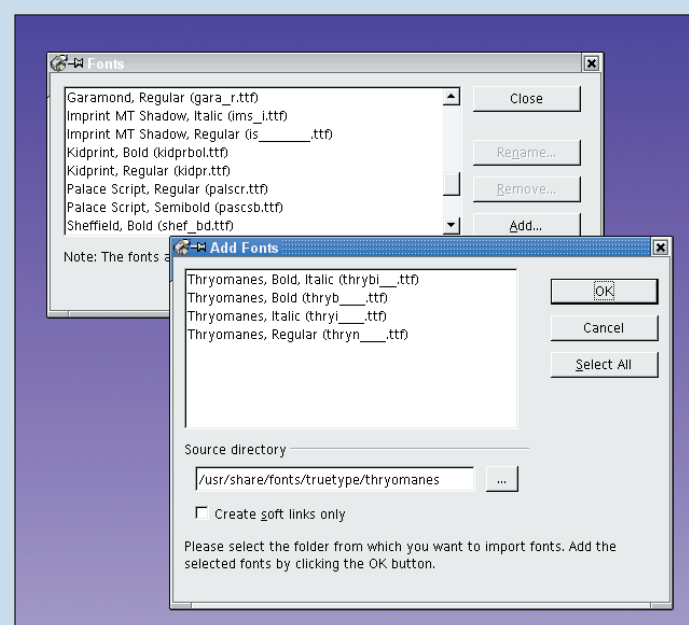 Fonts
Garamond, Regular (gara_r.ttf)
Imprint MT Shadow, Italic (ims_i.ttf)
Imprint MT Shadow, Regular (is_______.ttf)
Kidprint, Bold (kidprbol.ttf)
Kidprint, Regular (kidpr.ttf)
Palace Script, Regular (palscr.ttf)
Palace Script, Semibold (pascsb.ttf)
Sheffield, Bold (shef_bd.ttf)
Close
Rename...
Remove...
Add...
Note: The fonts a
Add Fonts
Thryomanes, Bold, Italic (thrybi__.ttf)
Thryomanes, Bold (thryb____.ttf)
Thryomanes, Italic (thryi____.ttf)
Thryomanes, Regular (thryn____.ttf)
OK
Cancel
Select All
Source directory
/usr/share/fonts/truetype/thryomanes
...
Create soft links only
Please select the folder from which you want to import fonts. Add the
selected fonts by clicking the OK button.